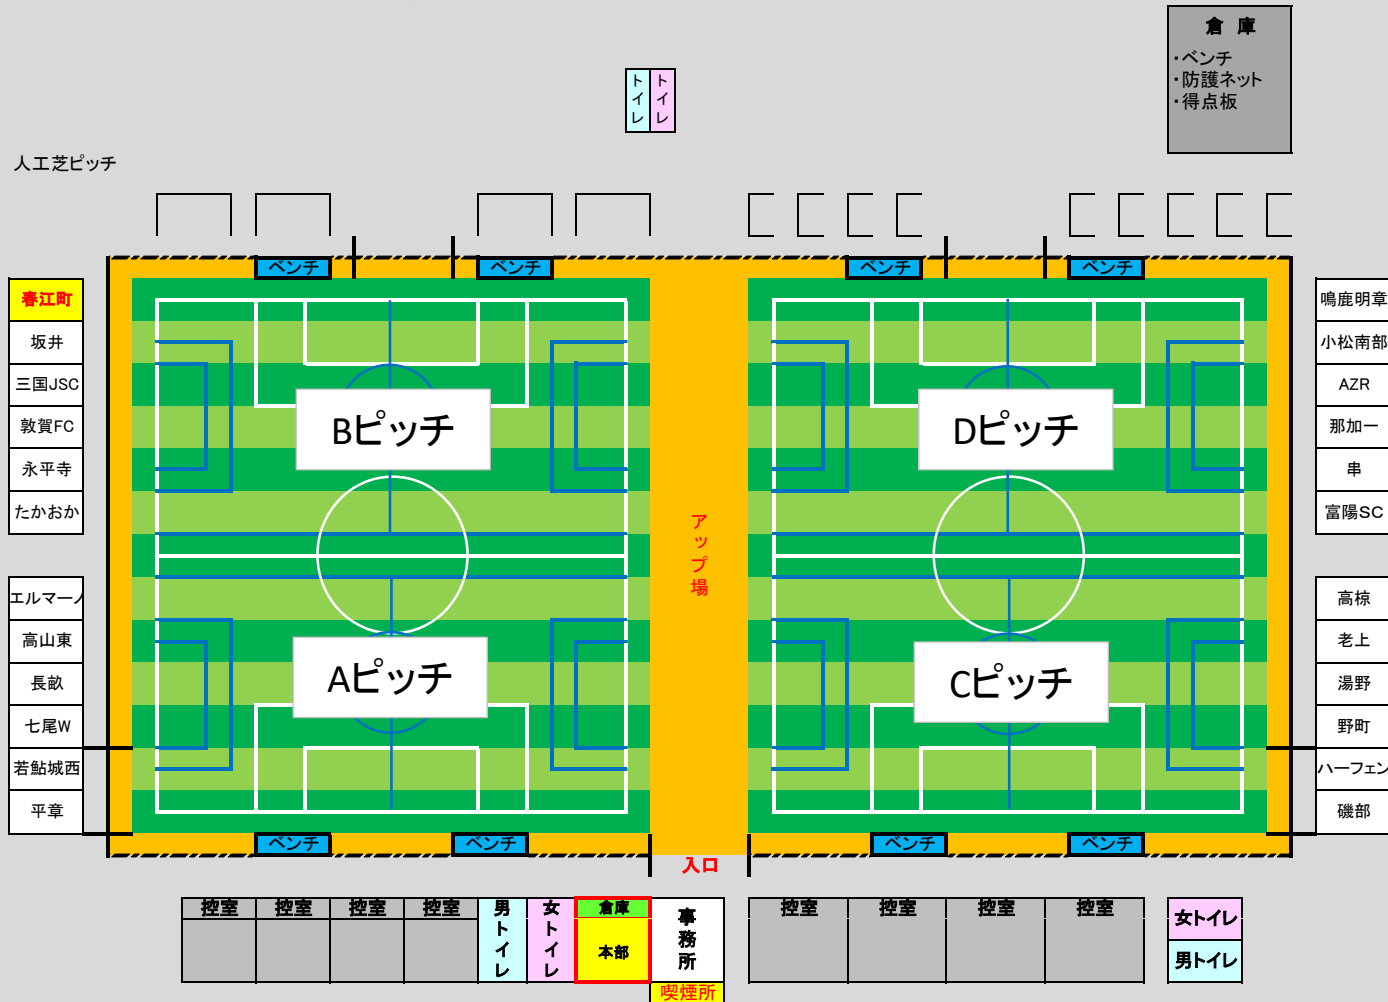 倉 庫
・ベンチ
・防護ネット
・得点板
トイレ
トイレ
人工芝ピッチ
ベンチ
ベンチ
ベンチ
ベンチ
春江町
坂井
三国JSC
敦賀FC
永平寺
たかおか
鳴鹿明章
小松南部
AZR
那加一
串
富陽SC
Bピッチ
Dピッチ
アップ場
エルマーノ
高山東
長畝
七尾W
若鮎城西
平章
高椋
老上
湯野
野町
ハーフェン
磯部
Aピッチ
Cピッチ
ベンチ
ベンチ
ベンチ
ベンチ
入口
控室
控室
控室
控室
男トイレ
女トイレ
倉庫
本部
事務所
喫煙所
控室
控室
控室
控室
女トイレ
男トイレ